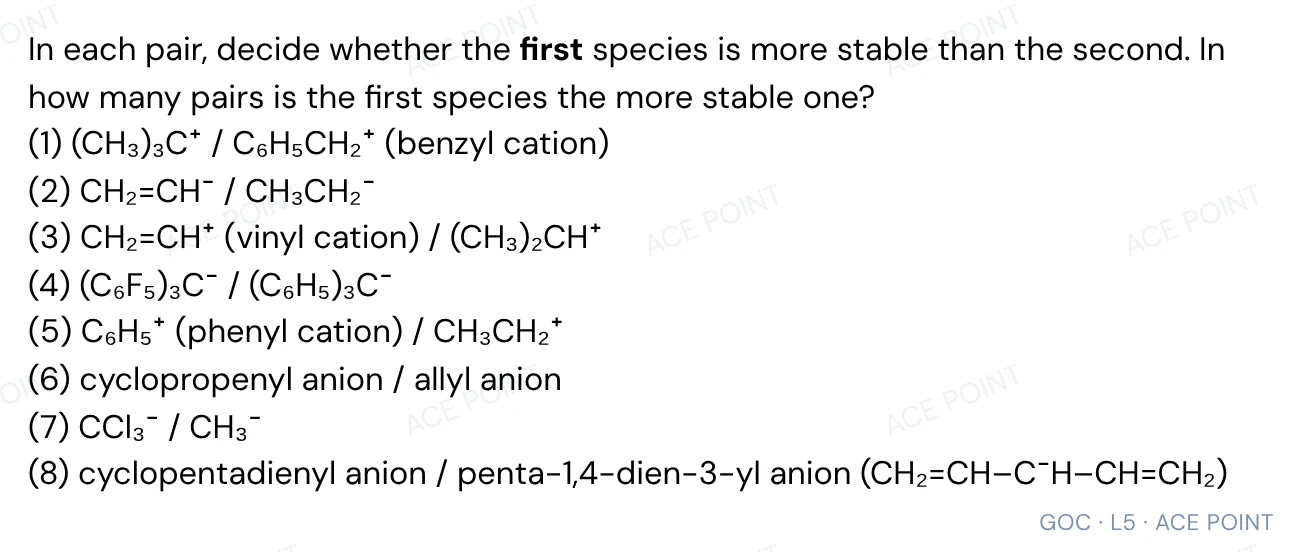 In each pair, decide whether the first species is more stable than the second. In
how many pairs is the first species the more stable one?
(1) (CH₃)₃C⁺ / C₆H₅CH₂⁺ (benzyl cation)
(2) CH₂=CH⁻ / CH₃CH₂⁻
(3) CH₂=CH⁺ (vinyl cation) / (CH₃)₂CH⁺
(4) (C₆F₅)₃C⁻ / (C₆H₅)₃C⁻
(5) C₆H₅⁺ (phenyl cation) / CH₃CH₂⁺
(6) cyclopropenyl anion / allyl anion
(7) CCl₃⁻ / CH₃⁻
(8) cyclopentadienyl anion / penta−1,4−dien−3−yl anion (CH₂=CH−C⁻H−CH=CH₂)
GOC · L5 · ACE POINT